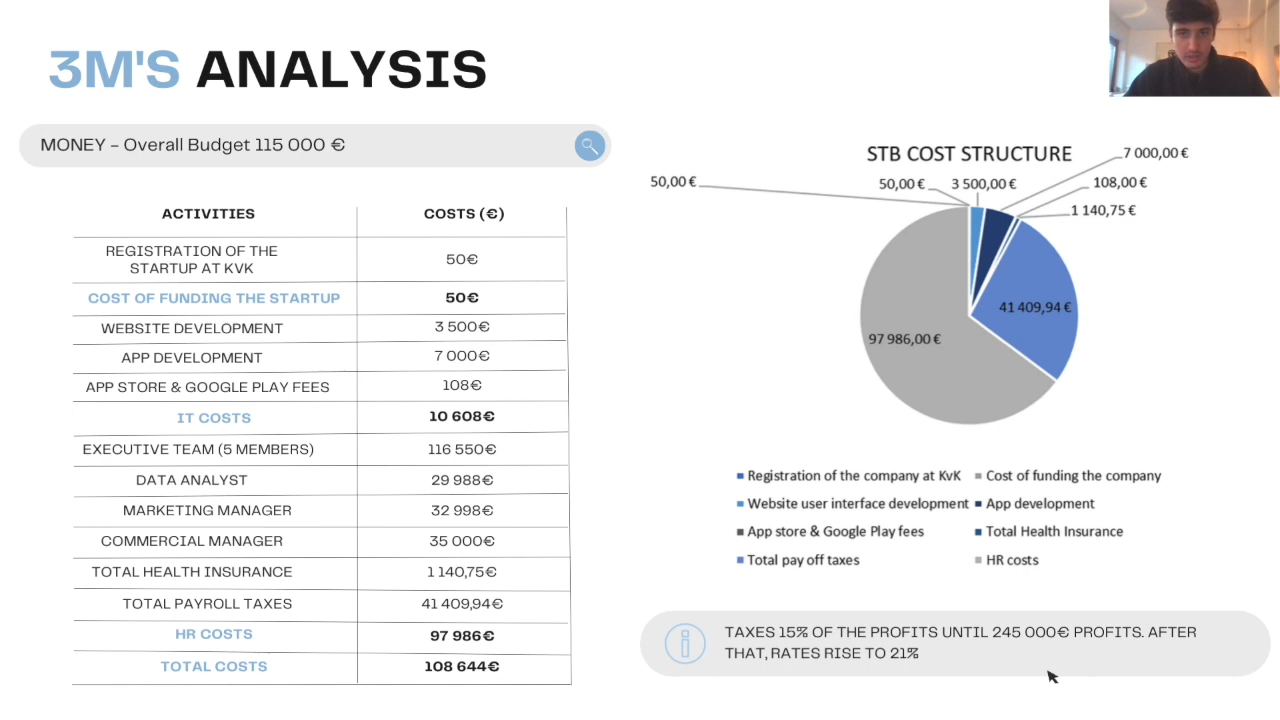 3M'S ANALYSIS
MONEY – Overall Budget 115 000 €
ACTIVITIES COSTS (€)
REGISTRATION OF THE
STARTUP AT KVK 50€
COST OF FUNDING THE STARTUP 50€
WEBSITE DEVELOPMENT 3 500€
APP DEVELOPMENT 7 000€
APP STORE & GOOGLE PLAY FEES 108€
IT COSTS 10 608€
EXECUTIVE TEAM (5 MEMBERS) 116 550€
DATA ANALYST 29 988€
MARKETING MANAGER 32 998€
COMMERCIAL MANAGER 35 000€
TOTAL HEALTH INSURANCE 1 140,75€
TOTAL PAYROLL TAXES 41 409,94€
HR COSTS 97 986€
TOTAL COSTS 108 644€
STB COST STRUCTURE
7 000,00 €
50,00 € 50,00 € 3 500,00 € 108,00 €
1 140,75 €
41 409,94 €
97 986,00 €
Registration of the company at KvK Cost of funding the company
Website user interface development App development
App store & Google Play fees Total Health Insurance
Total pay off taxes HR costs
TAXES 15% OF THE PROFITS UNTIL 245 000€ PROFITS. AFTER
THAT, RATES RISE TO 21%